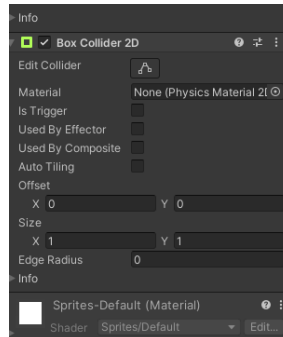 Info
Box Collider 2D
Edit Collider
Material None (Physics Material 2I
Is Trigger
Used By Effector
Used By Composite
Auto Tiling
Offset
X 0 Y 0
Size
X 1 Y 1
Edge Radius 0
Info
Sprites-Default (Material)
Shader Sprites/Default Edit...